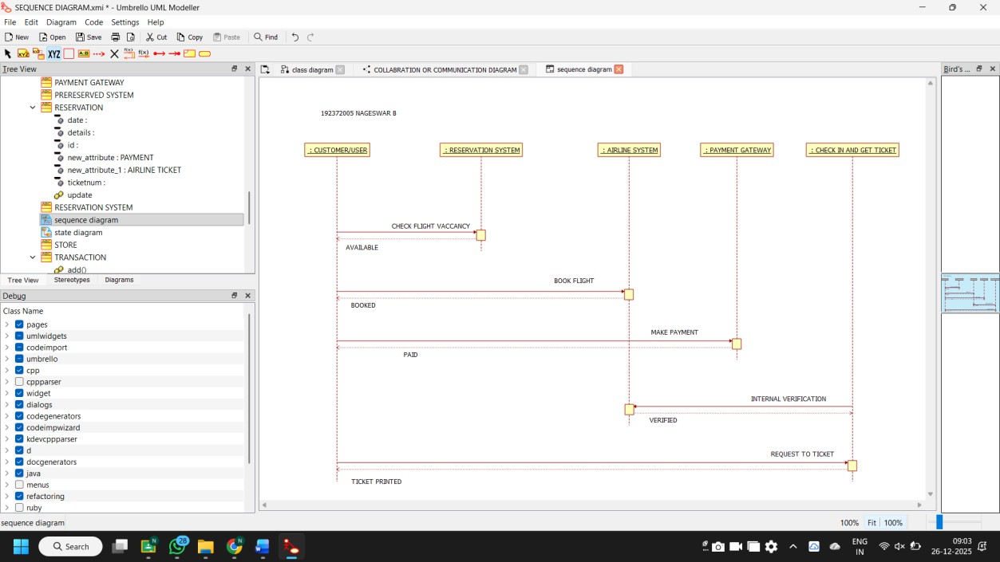 SEQUENCE DIAGRAM.xmi * - Umbrello UML Modeller
File Edit Diagram Code Settings Help
New Open Save Cut Copy Paste Find
XYZ XYZ A:B f(x) f(x)
Tree View
class diagram COLLABRATION OR COMMUNICATION DIAGRAM sequence diagram
Bird's ...
PAYMENT GATEWAY
PRERESERVED SYSTEM
RESERVATION
date :
details :
id :
new_attribute : PAYMENT
new_attribute_1 : AIRLINE TICKET
ticketnum :
update
RESERVATION SYSTEM
sequence diagram
state diagram
STORE
TRANSACTION
add()
Tree View Stereotypes Diagrams
Debug
Class Name
pages
umlwidgets
codeimport
umbrello
cpp
cppparser
widget
dialogs
codegenerators
codeimpwizard
kdevcppparser
d
docgenerators
java
menus
refactoring
ruby
192372005 NAGESWAR B
: CUSTOMER/USER : RESERVATION SYSTEM : AIRLINE SYSTEM : PAYMENT GATEWAY : CHECK IN AND GET TICKET
CHECK FLIGHT VACCANCY
AVAILABLE
BOOK FLIGHT
BOOKED
MAKE PAYMENT
PAID
INTERNAL VERIFICATION
VERIFIED
REQUEST TO TICKET
TICKET PRINTED
sequence diagram
100% Fit 100%
Search
28
ENG
IN
09:03
26-12-2025